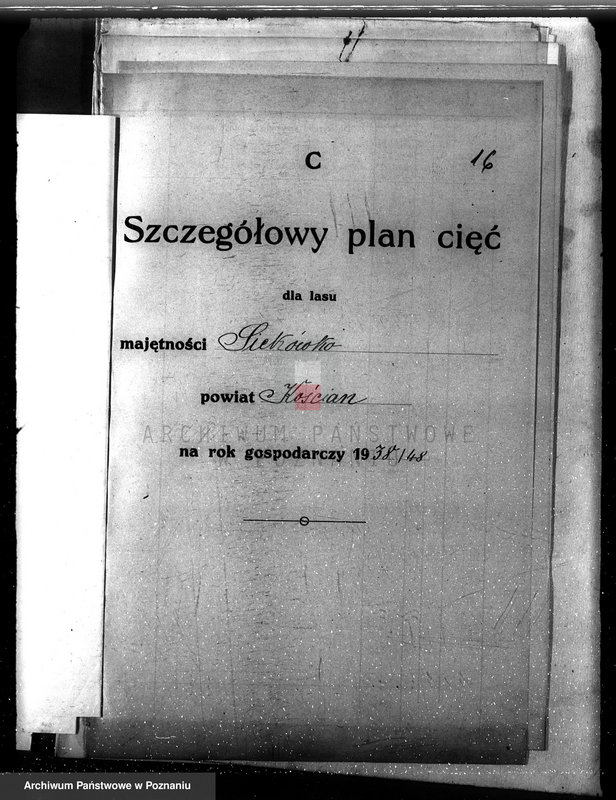 C
16
Szczegółowy plan cięć
dla lasu
majętności Siekówko
powiat Kościan
ARCHIWUM PAŃSTWOWE
na rok gospodarczy 1938/48
Archiwum Państwowe w Poznaniu